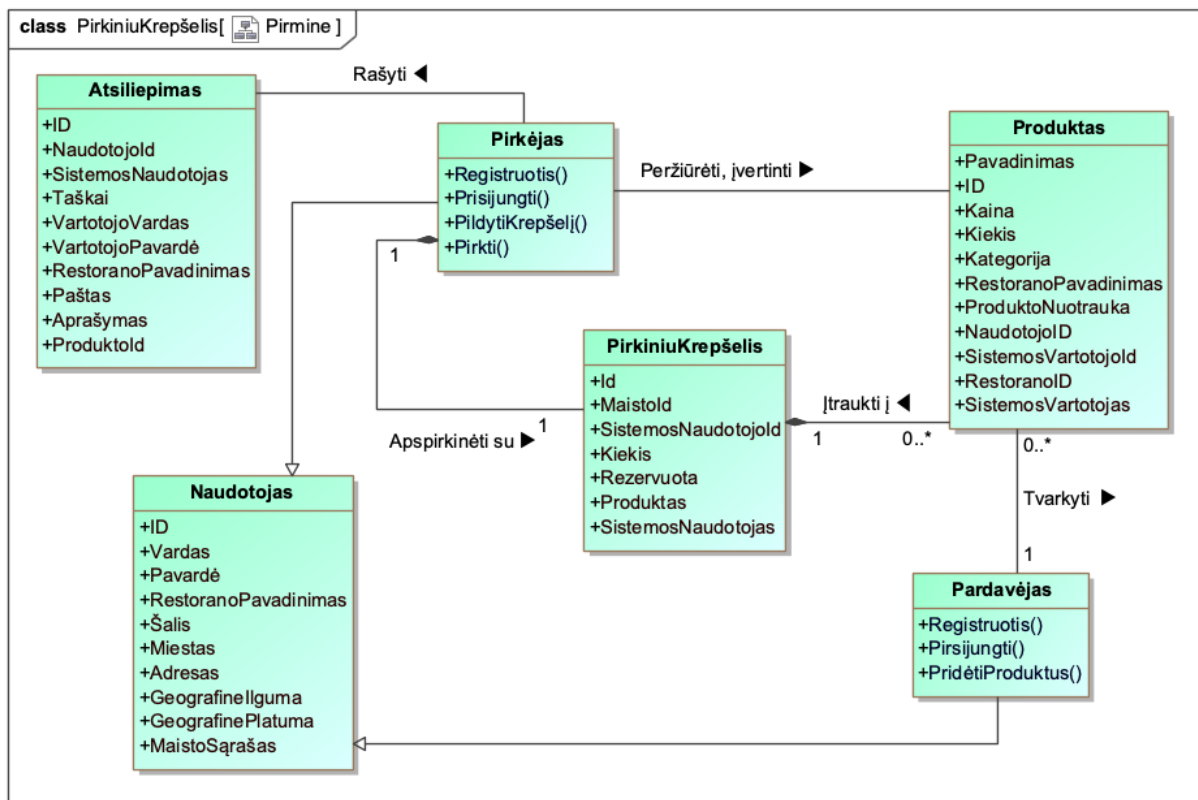 class PirkiniuKrepšelis[ Pirmine ]
Rašyti ◀
Atsiliepimas
+ID
+NaudotojoId
+SistemosNaudotojas
+Taškai
+VartotojoVardas
+VartotojoPavardė
+RestoranoPavadinimas
+Paštas
+Aprašymas
+ProduktoId
Pirkėjas
+Registruotis()
+Prisijungti()
+PildytiKrepšelį()
+Pirkti()
Peržiūrėti, įvertinti ▶
Produktas
+Pavadinimas
+ID
+Kaina
+Kiekis
+Kategorija
+RestoranoPavadinimas
+ProduktoNuotrauka
+NaudotojoID
+SistemosVartotojoId
+RestoranoID
+SistemosVartotojas
1
1
Apspirkinėti su ▶
PirkiniuKrepšelis
+Id
+MaistoId
+SistemosNaudotojoId
+Kiekis
+Rezervuota
+Produktas
+SistemosNaudotojas
Įtraukti į ◀
1
0..*
0..*
Tvarkyti ▶
1
Naudotojas
+ID
+Vardas
+Pavardė
+RestoranoPavadinimas
+Šalis
+Miestas
+Adresas
+GeografineIlguma
+GeografinePlatuma
+MaistoSąrašas
Pardavėjas
+Registruotis()
+Pirsijungti()
+PridėtiProduktus()